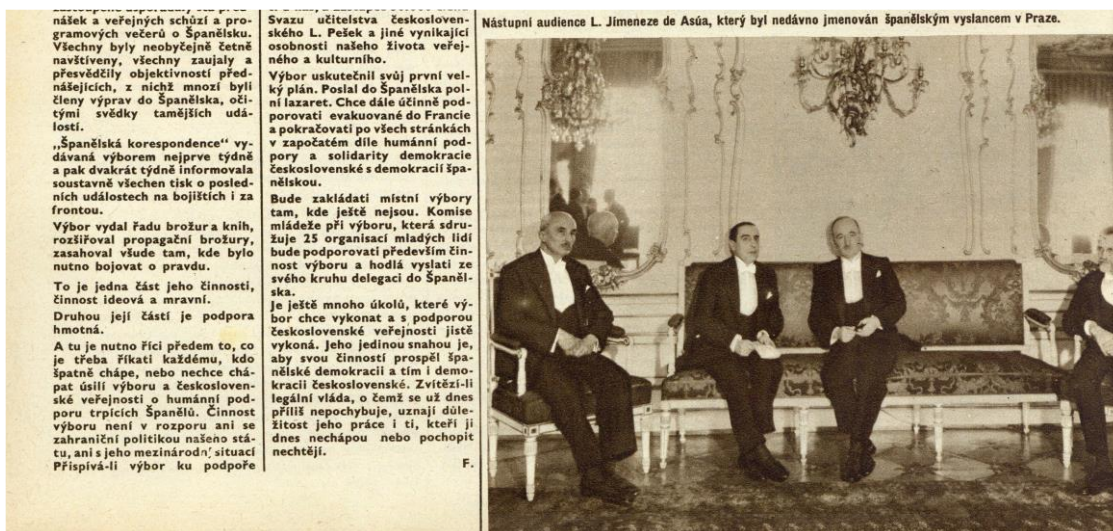 nášek a veřejných schůzí a pro-
gramových večerů o Španělsku.
Všechny byly neobyčejně četně
navštíveny, všechny zaujaly a
přesvědčily objektivností před-
nášejících, z nichž mnozí byli
členy výprav do Španělska, oči-
tými svědky tamějších udá-
lostí.
„Španělská korespondence“ vy-
dávaná výborem nejprve týdně
a pak dvakrát týdně informovala
soustavně všechen tisk o posled-
ních událostech na bojištích i za
frontou.
Výbor vydal řadu brožur a knih,
rozšiřoval propagační brožury,
zasahoval všude tam, kde bylo
nutno bojovat o pravdu.
To je jedna část jeho činnosti,
činnost ideová a mravní.
Druhou její částí je podpora
hmotná.
A tu je nutno říci předem to, co
je třeba říkati každému, kdo
špatně chápe, nebo nechce chá-
pat úsilí výboru a českosloven-
ské veřejnosti o humánní pod-
poru trpících Španělů. Činnost
výboru není v rozporu ani se
zahraniční politikou našeho stá-
tu, ani s jeho mezinárodní situací
Přispívá-li výbor ku podpoře
Svazu učitelstva českosloven-
ského L. Pešek a jiné vynikající
osobnosti našeho života veřej-
ného a kulturního.
Výbor uskutečnil svůj první vel-
ký plán. Poslal do Španělska pol-
ní lazaret. Chce dále účinně pod-
porovati evakuované do Francie
a pokračovati po všech stránkách
v započatém díle humánní pod-
pory a solidarity demokracie
československé s demokracií špa-
nělskou.
Bude zakládati místní výbory
tam, kde ještě nejsou. Komise
mládeže při výboru, která sdru-
žuje 25 organisací mladých lidí
bude podporovati především čin-
nost výboru a hodlá vyslati ze
svého kruhu delegaci do Španěl-
ska.
Je ještě mnoho úkolů, které vý-
bor chce vykonat a s podporou
československé veřejnosti jistě
vykoná. Jeho jedinou snahou je,
aby svou činností prospěl špa-
nělské demokracii a tím i demo-
kracii československé. Zvítězí-li
legální vláda, o čemž se už dnes
příliš nepochybuje, uznají důle-
žitost jeho práce i ti, kteří ji
dnes nechápou nebo pochopit
nechtějí.
F.
Nástupní audience L. Jimeneze de Asúa, který byl nedávno jmenován španělským vyslancem v Praze.